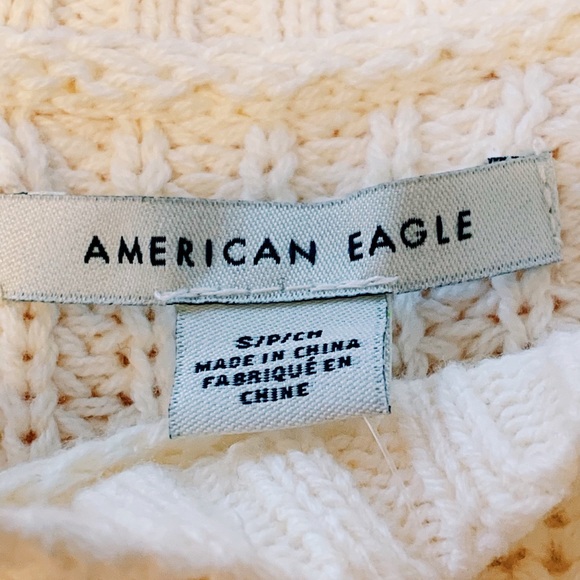 AMERICAN EAGLE
S/P/CH
MADE IN CHINA
FABRIQUÉ EN
CHINE